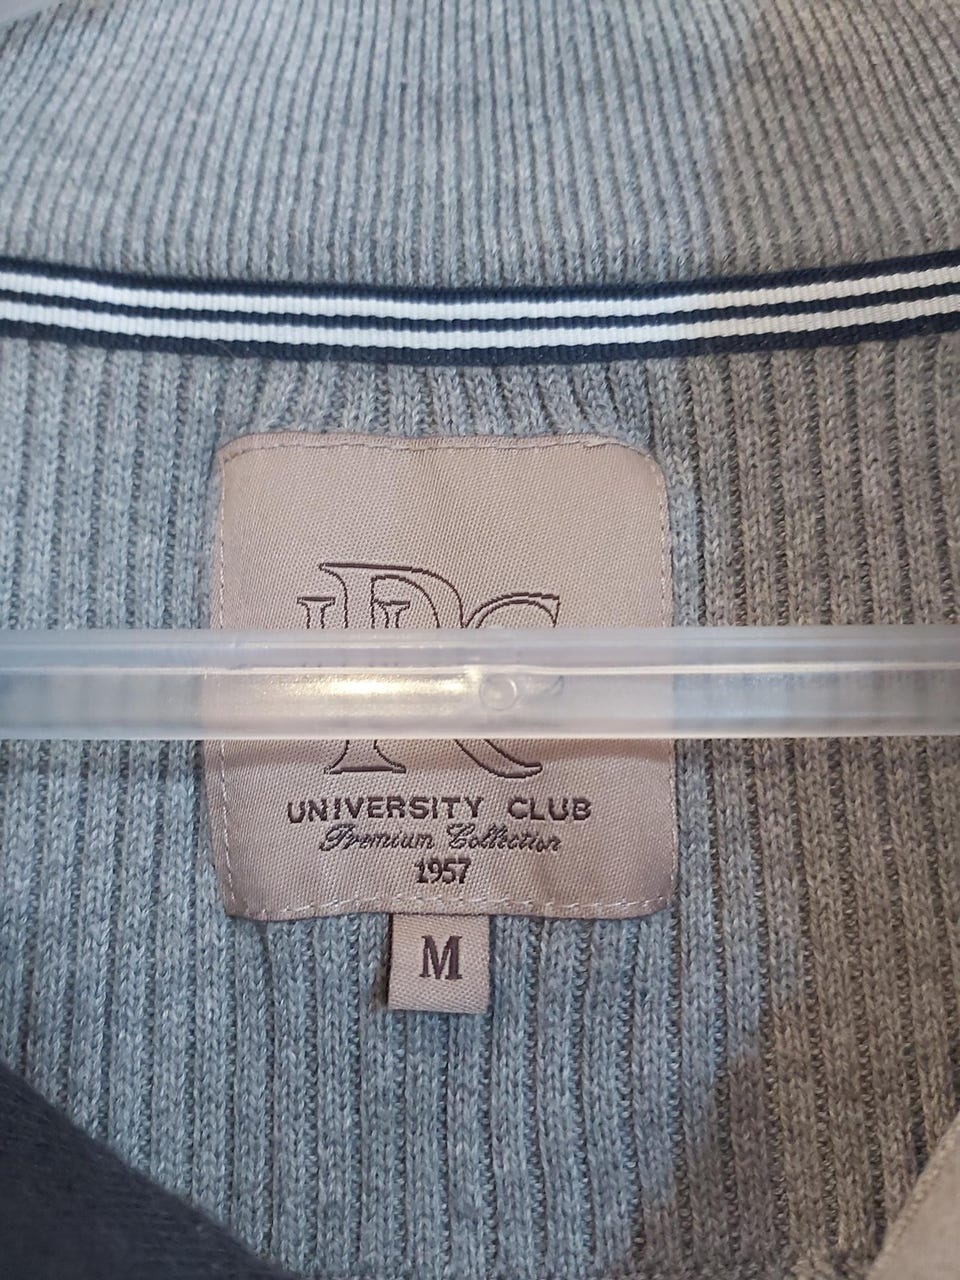 UNIVERSITY CLUB
Premium Collection
1957
M